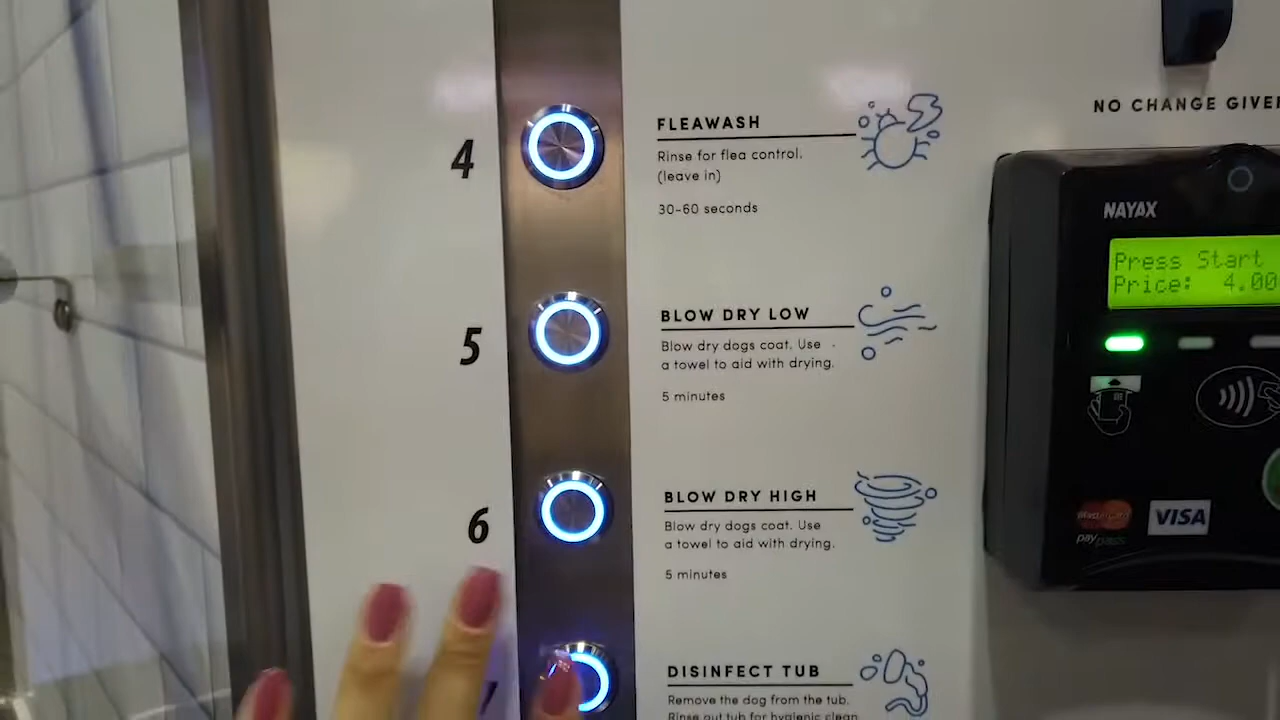 4
FLEAWASH
Rinse for flea control.
(leave in)
30-60 seconds
5
BLOW DRY LOW
Blow dry dogs coat. Use
a towel to aid with drying.
5 minutes
6
BLOW DRY HIGH
Blow dry dogs coat. Use
a towel to aid with drying.
5 minutes
DISINFECT TUB
Remove the dog from the tub.
Rinse out tub for hygienic clean
NO CHANGE GIVEN
NAYAX
Press Start
Price: 4.00
MasterCard
paypass
VISA